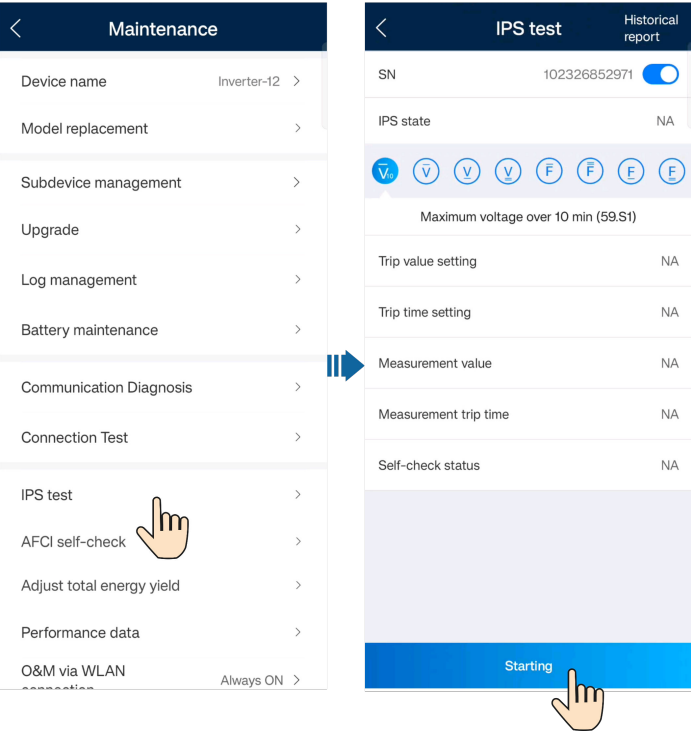 Maintenance
Device name Inverter-12
Model replacement
Subdevice management
Upgrade
Log management
Battery maintenance
Communication Diagnosis
Connection Test
IPS test
AFCI self-check
Adjust total energy yield
Performance data
O&M via WLAN
connection
Always ON
IPS test
Historical
report
SN 102326852971
IPS state NA
V10 V V V F F F F
Maximum voltage over 10 min (59.S1)
Trip value setting NA
Trip time setting NA
Measurement value NA
Measurement trip time NA
Self-check status NA
Starting